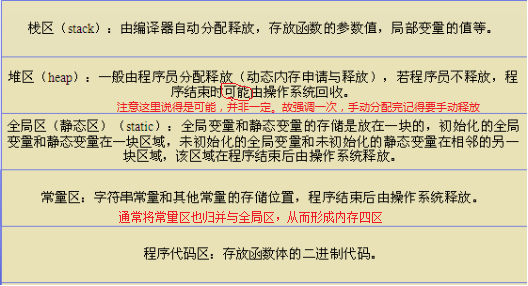 栈区（stack）：由编译器自动分配释放，存放函数的参数值，局部变量的值等。
堆区（heap）：一般由程序员分配释放（动态内存申请与释放），若程序员不释放，程
序结束时可能由操作系统回收。
注意这里说得是可能，并非一定。故强调一次，手动分配完记得要手动释放
全局区（静态区）（static）：全局变量和静态变量的存储是放在一块的，初始化的全局
变量和静态变量在一块区域，未初始化的全局变量和未初始化的静态变量在相邻的另一
块区域，该区域在程序结束后由操作系统释放。
常量区：字符串常量和其他常量的存储位置，程序结束后由操作系统释放。
通常将常量区也归并与全局区，从而形成内存四区
程序代码区：存放函数体的二进制代码。